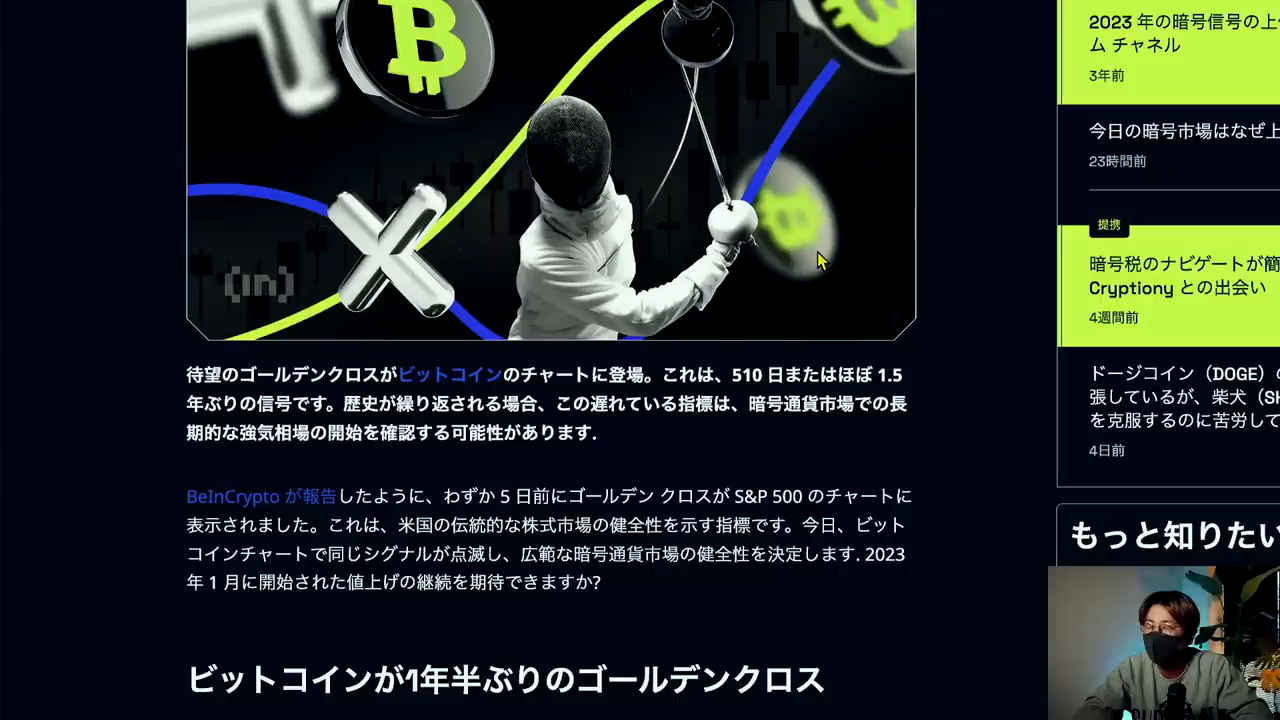 (in)
待望のゴールデンクロスがビットコインのチャートに登場。これは、510 日またはほぼ 1.5
年ぶりの信号です。歴史が繰り返される場合、この遅れている指標は、暗号通貨市場での長
期的な強気相場の開始を確認する可能性があります.
BeInCrypto が報告したように、わずか 5 日前にゴールデン クロスが S&P 500 のチャートに
表示されました。これは、米国の伝統的な株式市場の健全性を示す指標です。今日、ビット
コインチャートで同じシグナルが点滅し、広範な暗号通貨市場の健全性を決定します. 2023
年 1 月に開始された値上げの継続を期待できますか?
ビットコインが1年半ぶりのゴールデンクロス
2023 年の暗号信号の上
ム チャネル
3年前
今日の暗号市場はなぜ上
23時間前
提携
暗号税のナビゲートが簡
Cryptiony との出会い
4週間前
ドージコイン（DOGE）
張しているが、柴犬（SH
を克服するのに苦労して
4日前
もっと知りたい